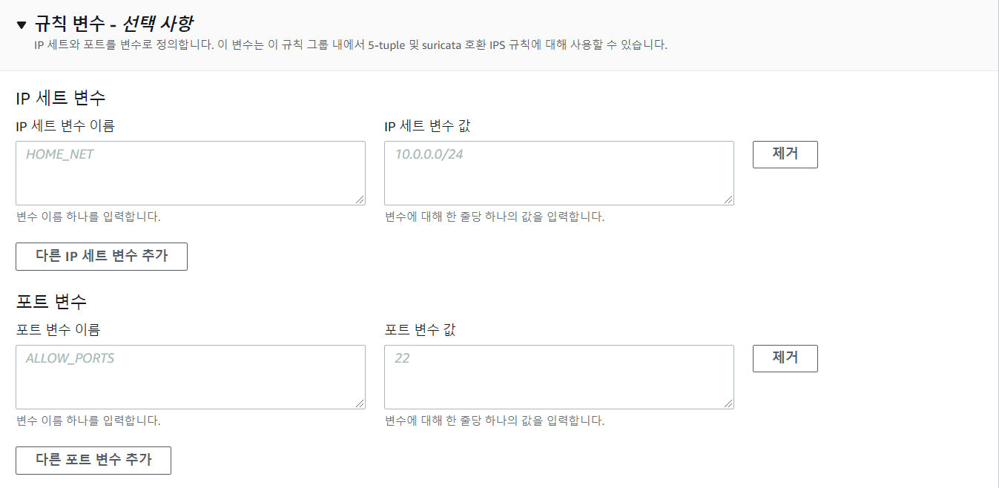 ▼ 규칙 변수 - 선택 사항
IP 세트와 포트를 변수로 정의합니다. 이 변수는 이 규칙 그룹 내에서 5-tuple 및 suricata 호환 IPS 규칙에 대해 사용할 수 있습니다.
IP 세트 변수
IP 세트 변수 이름
IP 세트 변수 값
HOME_NET
10.0.0.0/24
제거
변수 이름 하나를 입력합니다.
변수에 대해 한 줄당 하나의 값을 입력합니다.
다른 IP 세트 변수 추가
포트 변수
포트 변수 이름
포트 변수 값
ALLOW_PORTS
22
제거
변수 이름 하나를 입력합니다.
변수에 대해 한 줄당 하나의 값을 입력합니다.
다른 포트 변수 추가